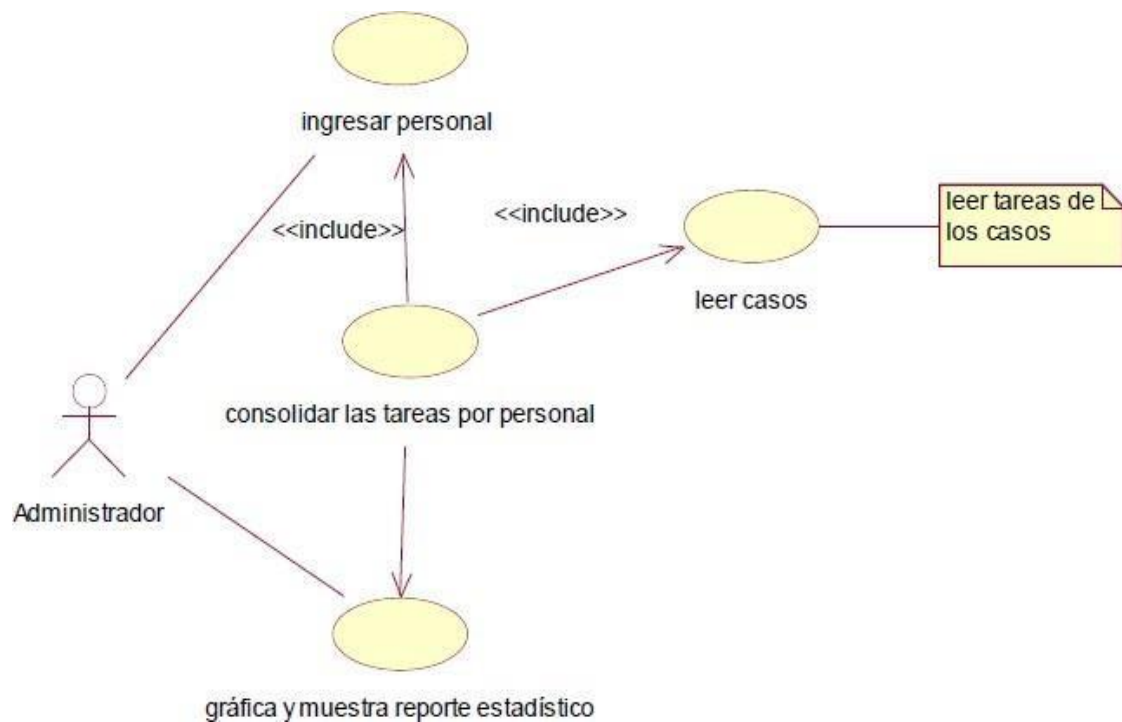 ingresar personal
<<include>>
<<include>>
leer tareas de
los casos
leer casos
consolidar las tareas por personal
Administrador
gráfica y muestra reporte estadístico